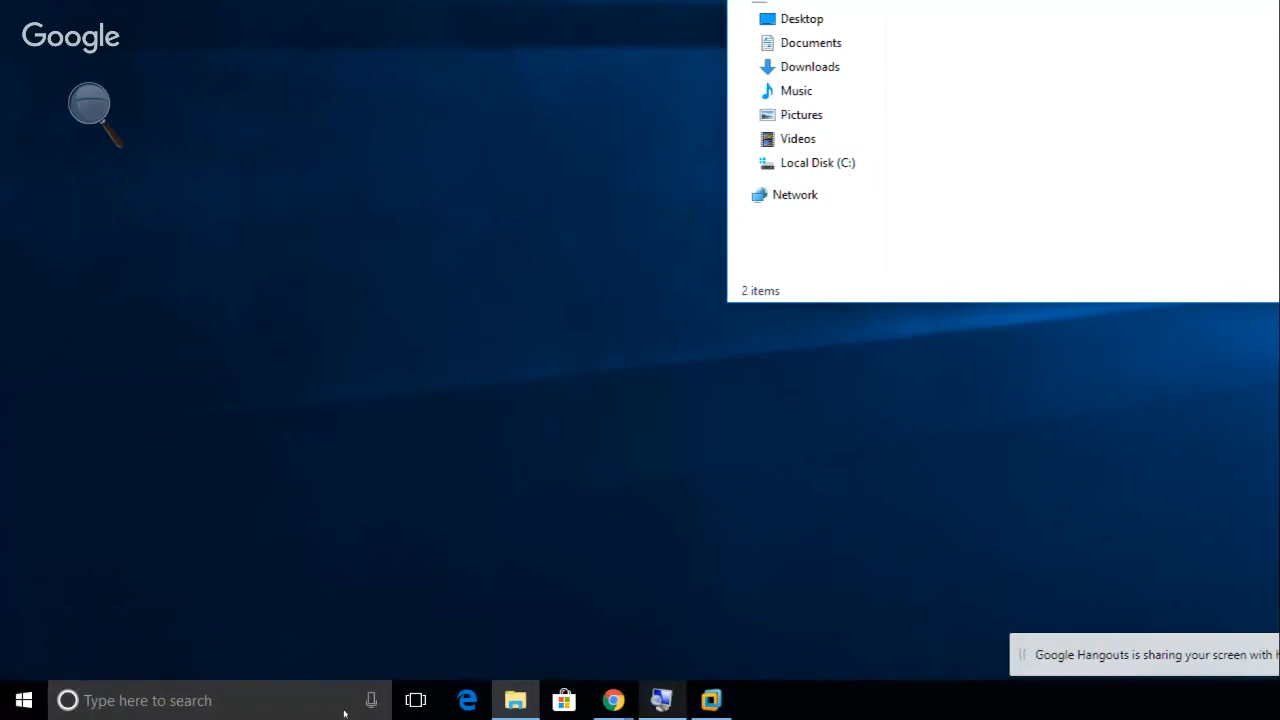 Google
Desktop
Documents
Downloads
Music
Pictures
Videos
Local Disk (C:)
Network
2 items
Google Hangouts is sharing your screen with
Type here to search